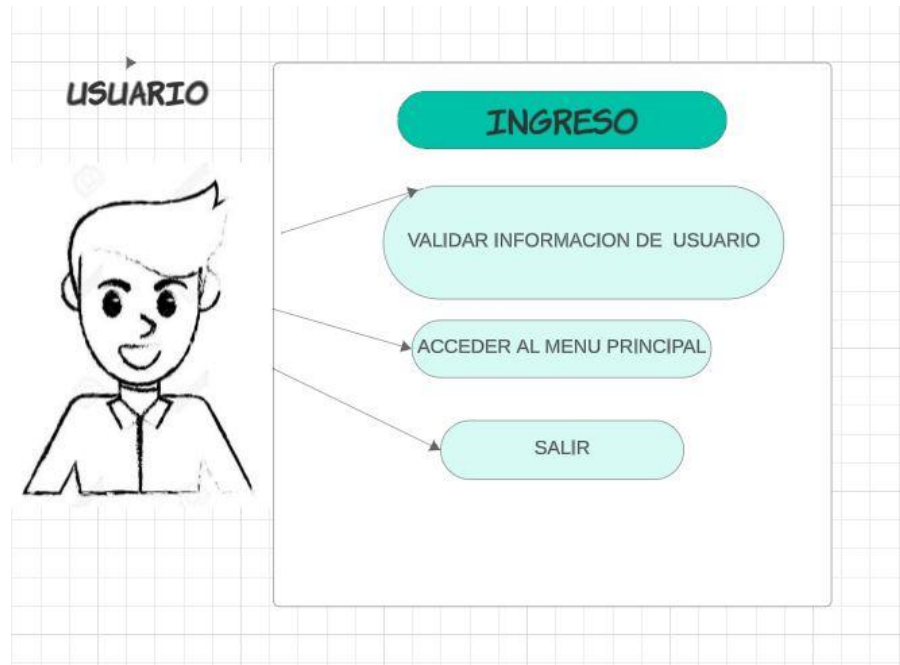 USUARIO
INGRESO
VALIDAR INFORMACION DE USUARIO
ACCEDER AL MENU PRINCIPAL
SALIR